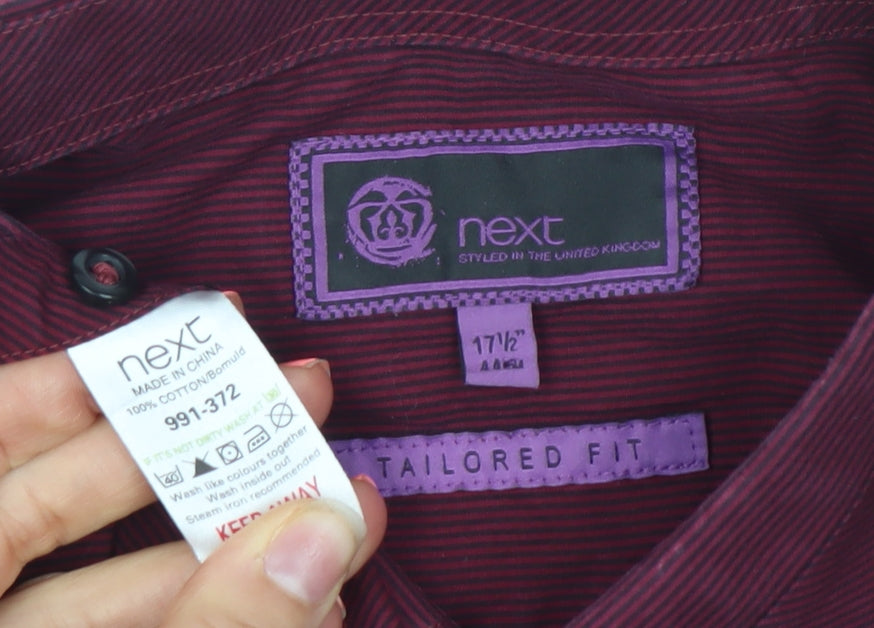 next
STYLED IN THE UNITED KINGDOM
17½"
TAILORED FIT
next
MADE IN CHINA
100% COTTON/Bomuld
991-372
IF IT'S NOT DIRTY WASH AT
40
Wash like colours together
Wash inside out
Steam iron recommended
KEEP AWAY